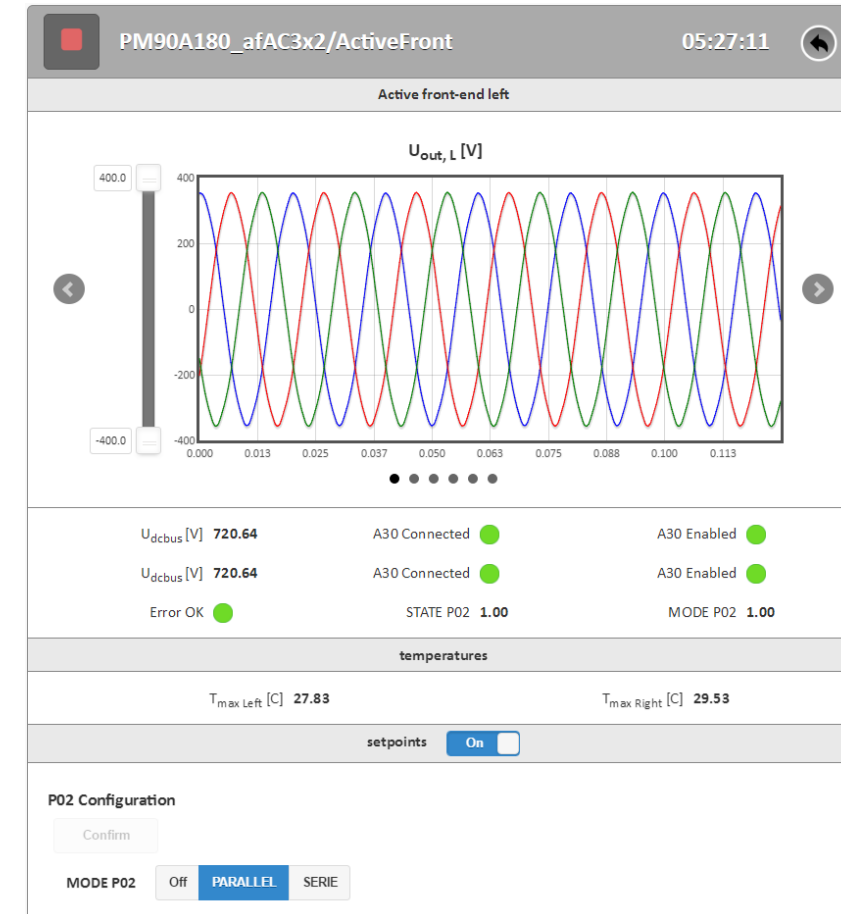 PM90A180_afAC3x2/ActiveFront 05:27:11
Active front-end left
Uout, L [V]
400.0
400
200
0
-200
-400.0
-400
0.000 0.013 0.025 0.037 0.050 0.063 0.075 0.088 0.100 0.113
Udcbus [V] 720.64 A30 Connected A30 Enabled
Udcbus [V] 720.64 A30 Connected A30 Enabled
Error OK STATE P02 1.00 MODE P02 1.00
temperatures
Tmax Left [C] 27.83 Tmax Right [C] 29.53
setpoints On
P02 Configuration
Confirm
MODE P02 Off PARALLEL SERIE